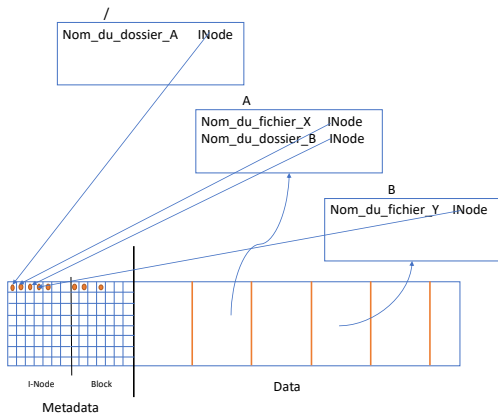 /
Nom_du_dossier_A INode
A
Nom_du_fichier_X INode
Nom_du_dossier_B INode
B
Nom_du_fichier_Y INode
I-Node Block Data
Metadata